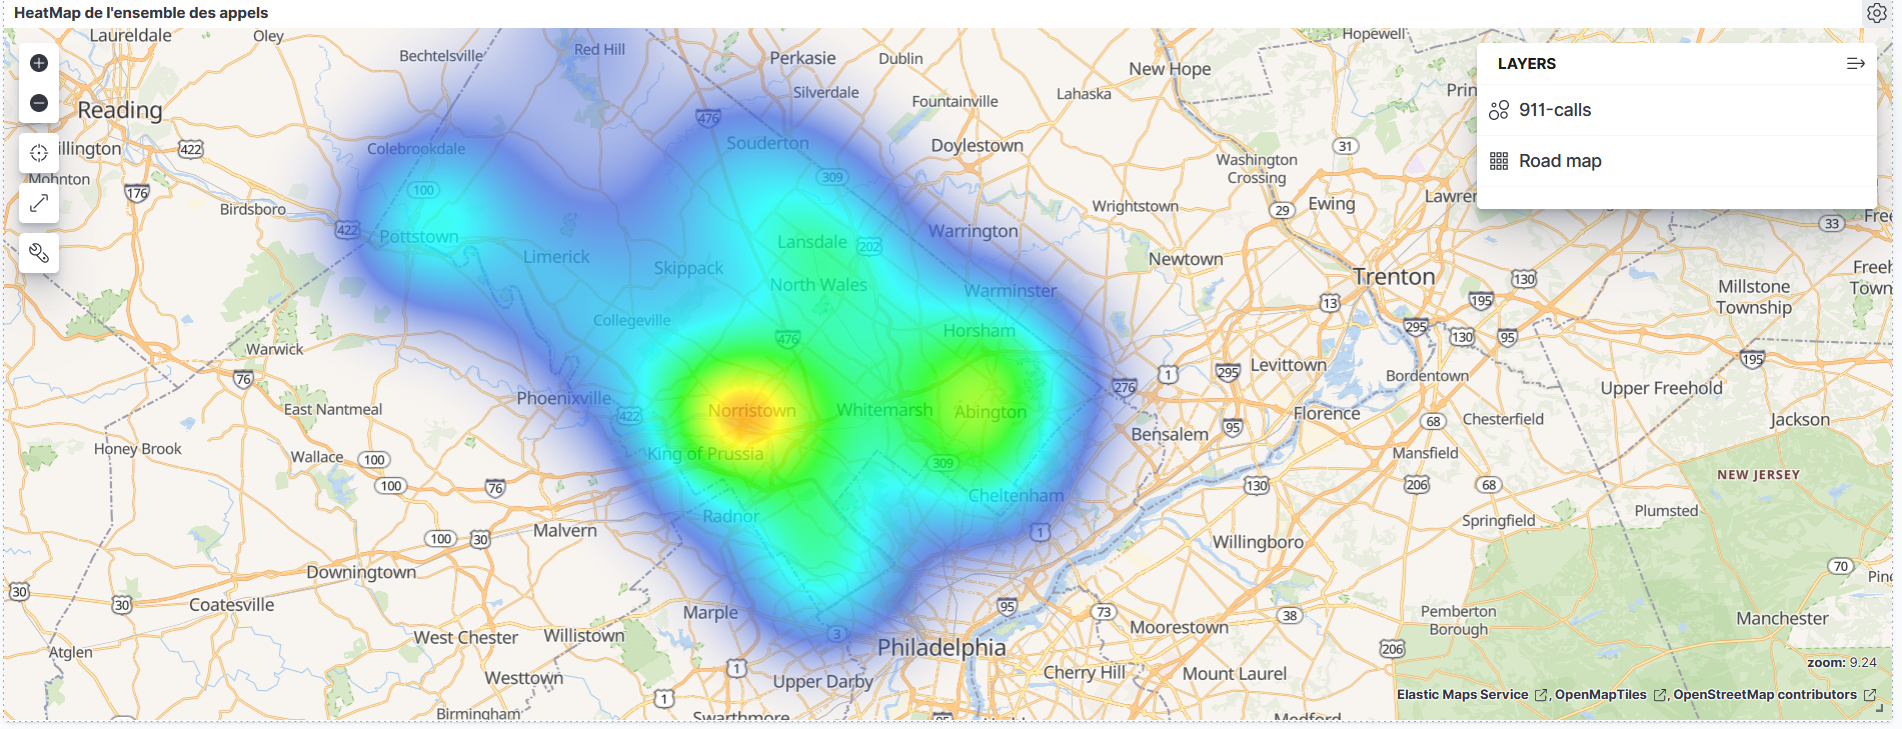 HeatMap de l'ensemble des appels
Laureldale
Oley
Bechtelsville
Red Hill
Perkasie
Dublin
New Hope
Hopewell
LAYERS
Silverdale
Lahaska
Fountainville
Prin
Reading
476
911-calls
illington
422
Colebrookdale
Souderton
Doylestown
31
Washington
Crossing
Road map
Mohnton
176
100
309
Birdsboro
Wrightstown
29
Ewing
Lawren
Free
33
422
Pottstown
Limerick
Lansdale
202
Warrington
Skippack
Newtown
Trenton
130
Freeh
Town
North Wales
Warminster
Millstone
Township
13
195
Collegeville
476
Horsham
295
130
95
Warwick
195
76
Phoenixville
276
1
295
Levittown
Bordentown
Upper Freehold
East Nantmeal
422
Norristown
Whitemarsh
Abington
Florence
68
Chesterfield
Jackson
Honey Brook
Wallace
100
King of Prussia
309
Bensalem
95
Mansfield
NEW JERSEY
100
76
Cheltenham
130
206
68
Radnor
Springfield
Plumsted
100
30
Malvern
1
Willingboro
Downingtown
70
Pine
30
30
Coatesville
Marple
95
73
38
Pemberton
Borough
Manchester
West Chester
Willistown
3
Philadelphia
Moorestown
206
Atglen
zoom: 9.24
Westtown
1
Upper Darby
Cherry Hill
Mount Laurel
1
Elastic Maps Service , OpenMapTiles , OpenStreetMap contributors
Birmingham
Swarthmore
95
Medford